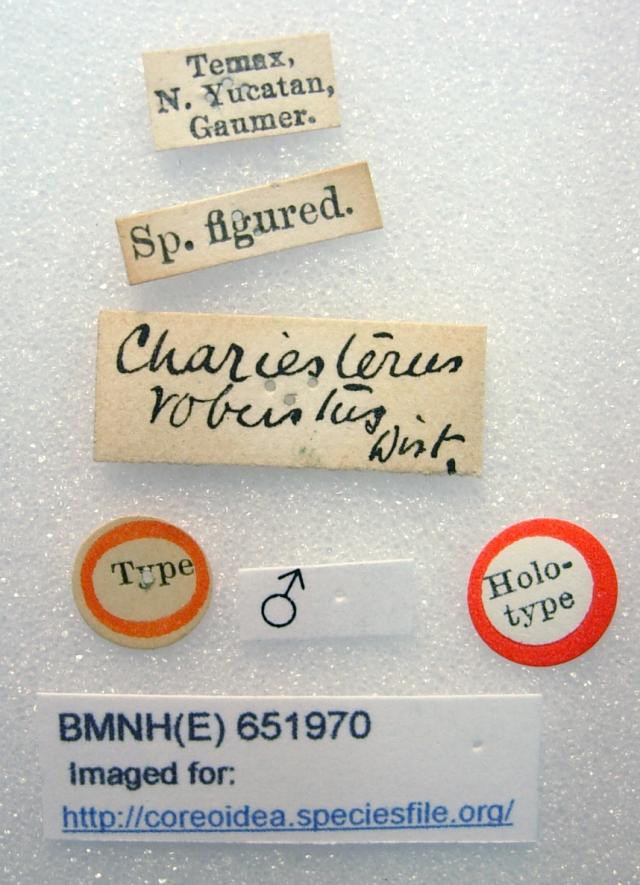 Temax,
N. Yucatan,
Gaumer.
Sp. figured.
Chariesterus
robustus
Dist.
Type
♂
Holo-
type
BMNH(E) 651970
Imaged for:
http://coreoidea.speciesfile.org/